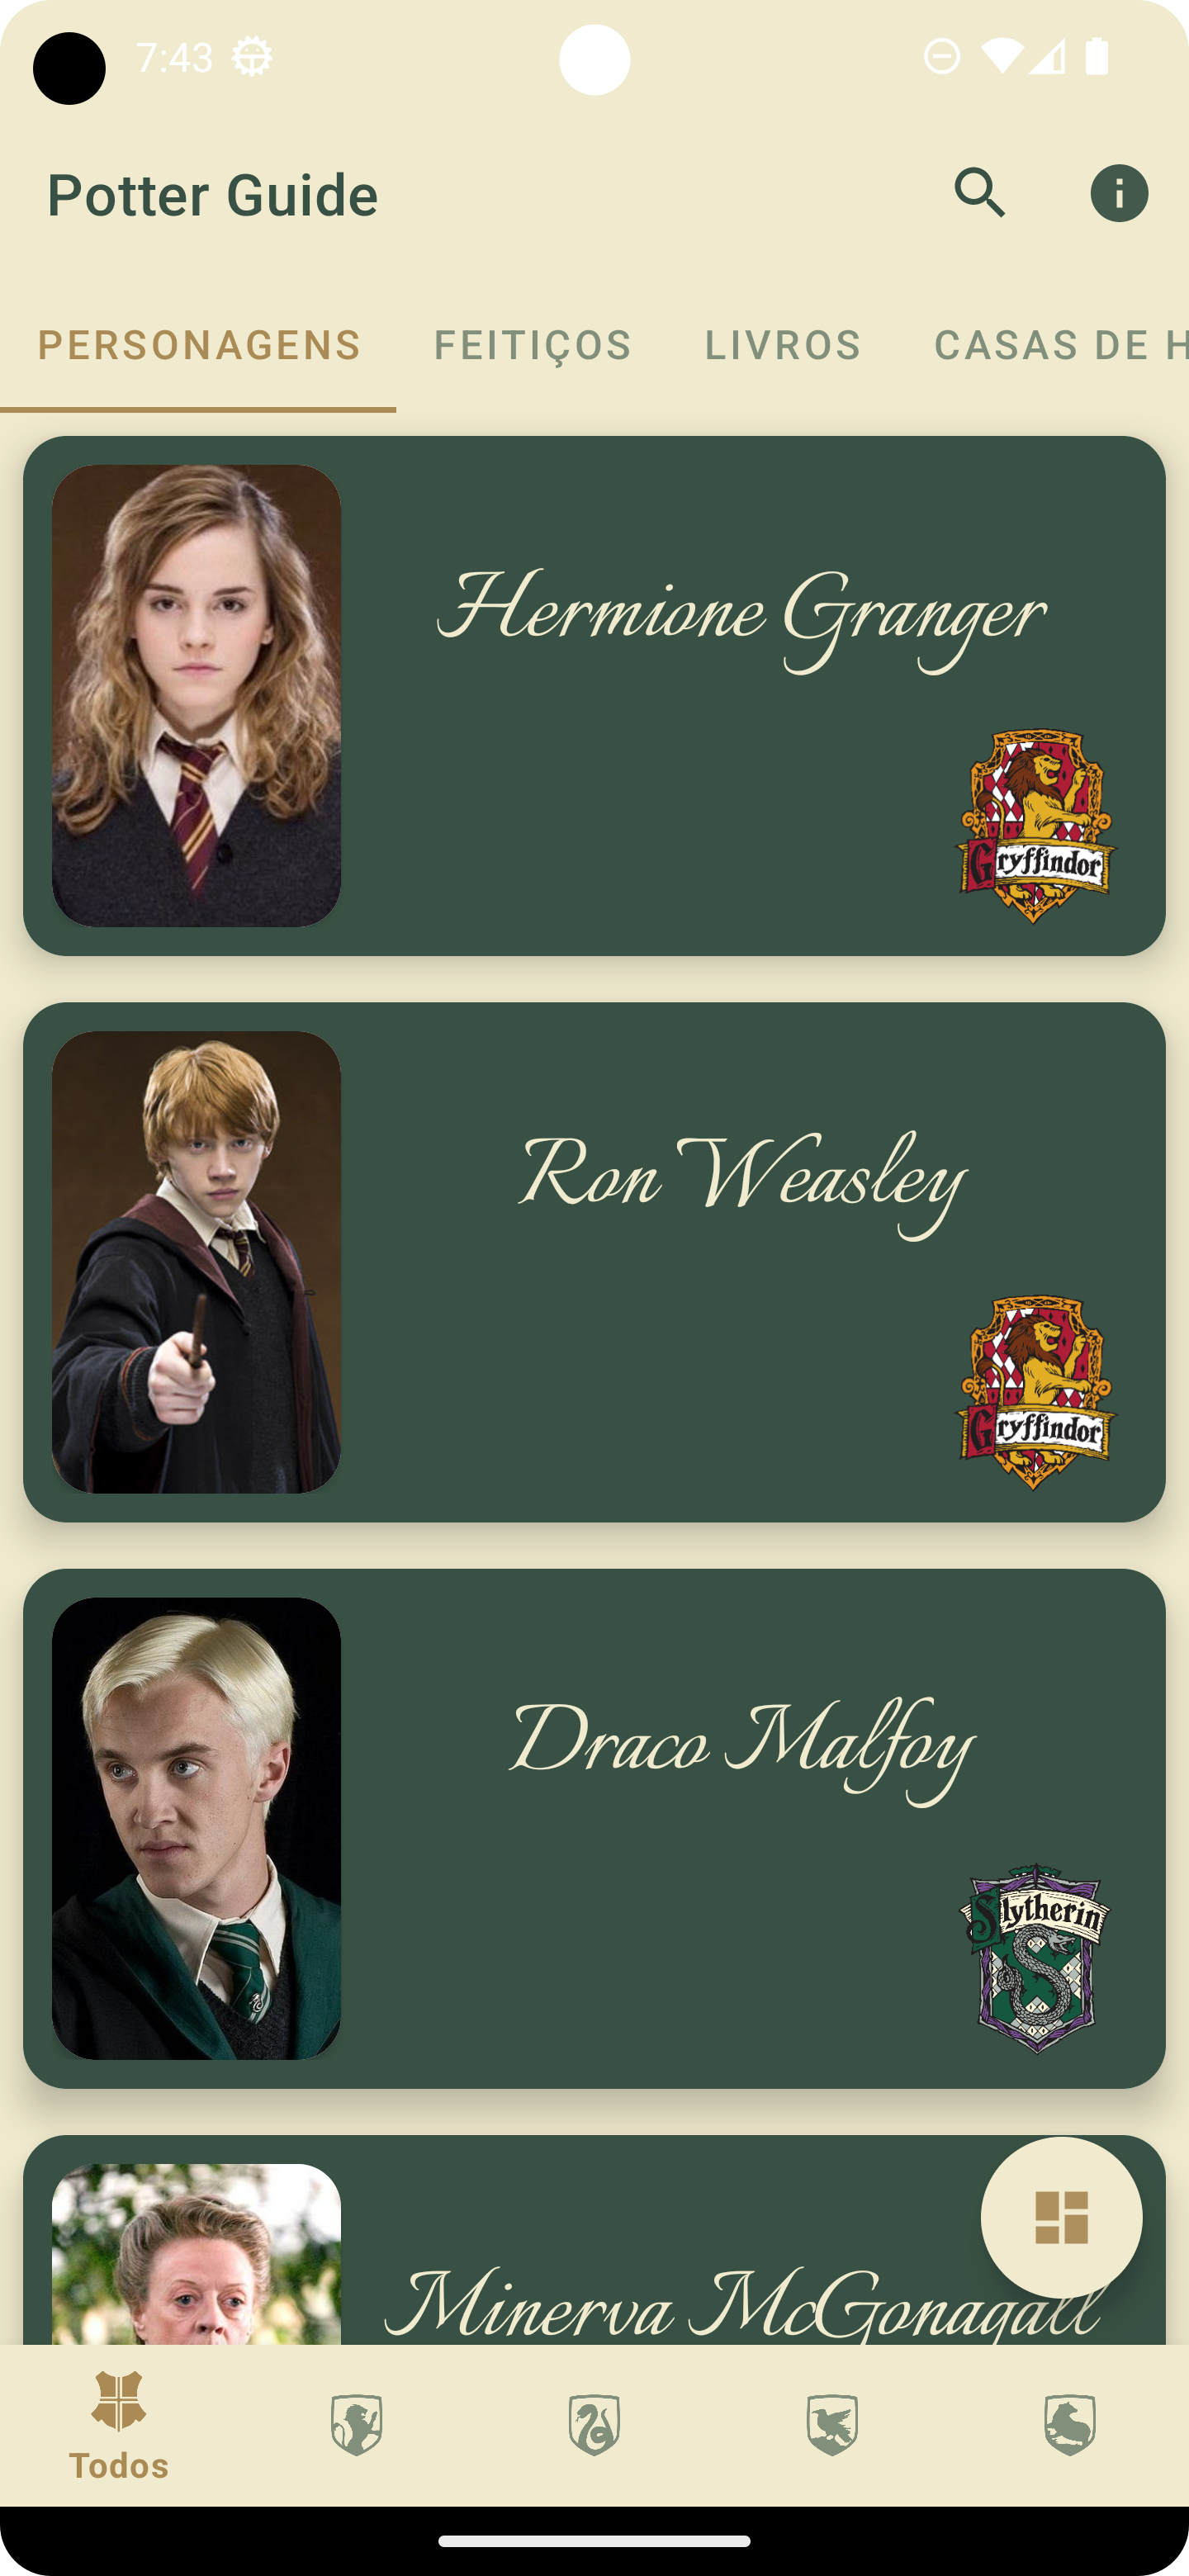 7:43
Potter Guide
PERSONAGENS FEITIÇOS LIVROS CASAS DE H
Hermione Granger
Gryffindor
Ron Weasley
Gryffindor
Draco Malfoy
Slytherin
Minerva McGonagall
Todos